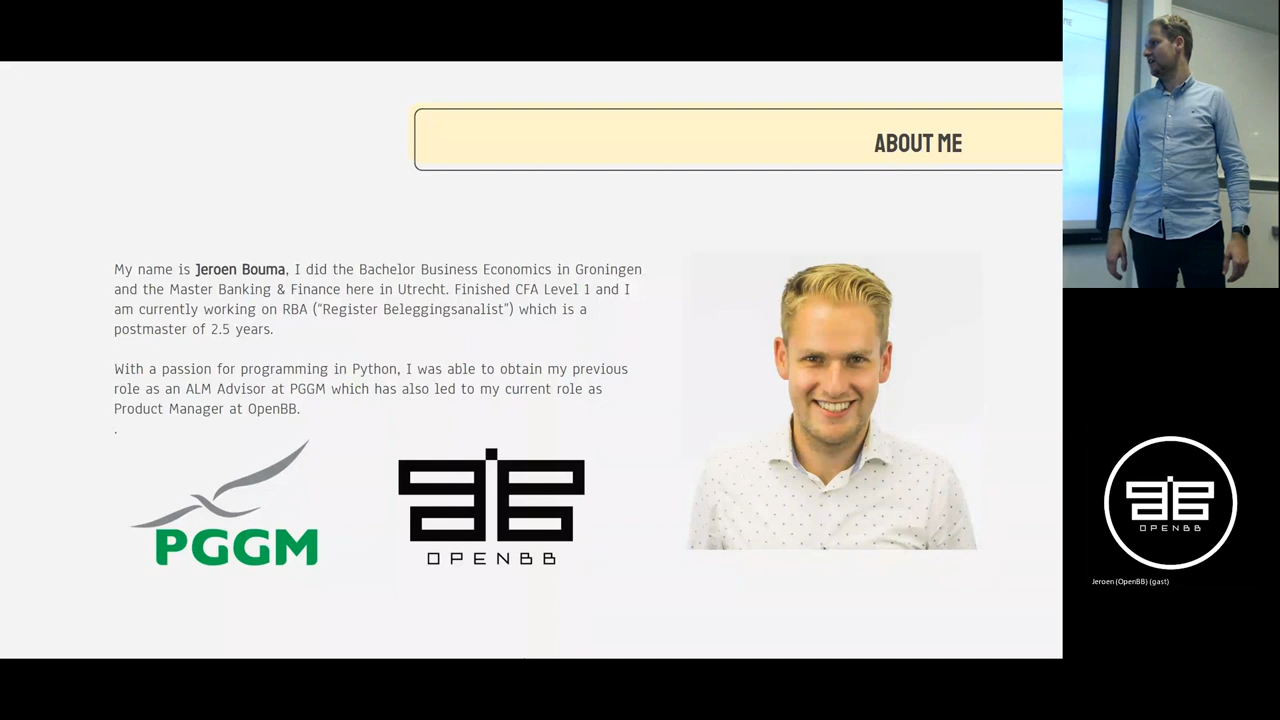 ABOUT ME
My name is Jeroen Bouma, I did the Bachelor Business Economics in Groningen
and the Master Banking & Finance here in Utrecht. Finished CFA Level 1 and I
am currently working on RBA ("Register Beleggingsanalist") which is a
postmaster of 2.5 years.
With a passion for programming in Python, I was able to obtain my previous
role as an ALM Advisor at PGGM which has also led to my current role as
Product Manager at OpenBB.
.
PGGM
OPENBB
OPENBB
Jeroen (OpenBB) (gast)